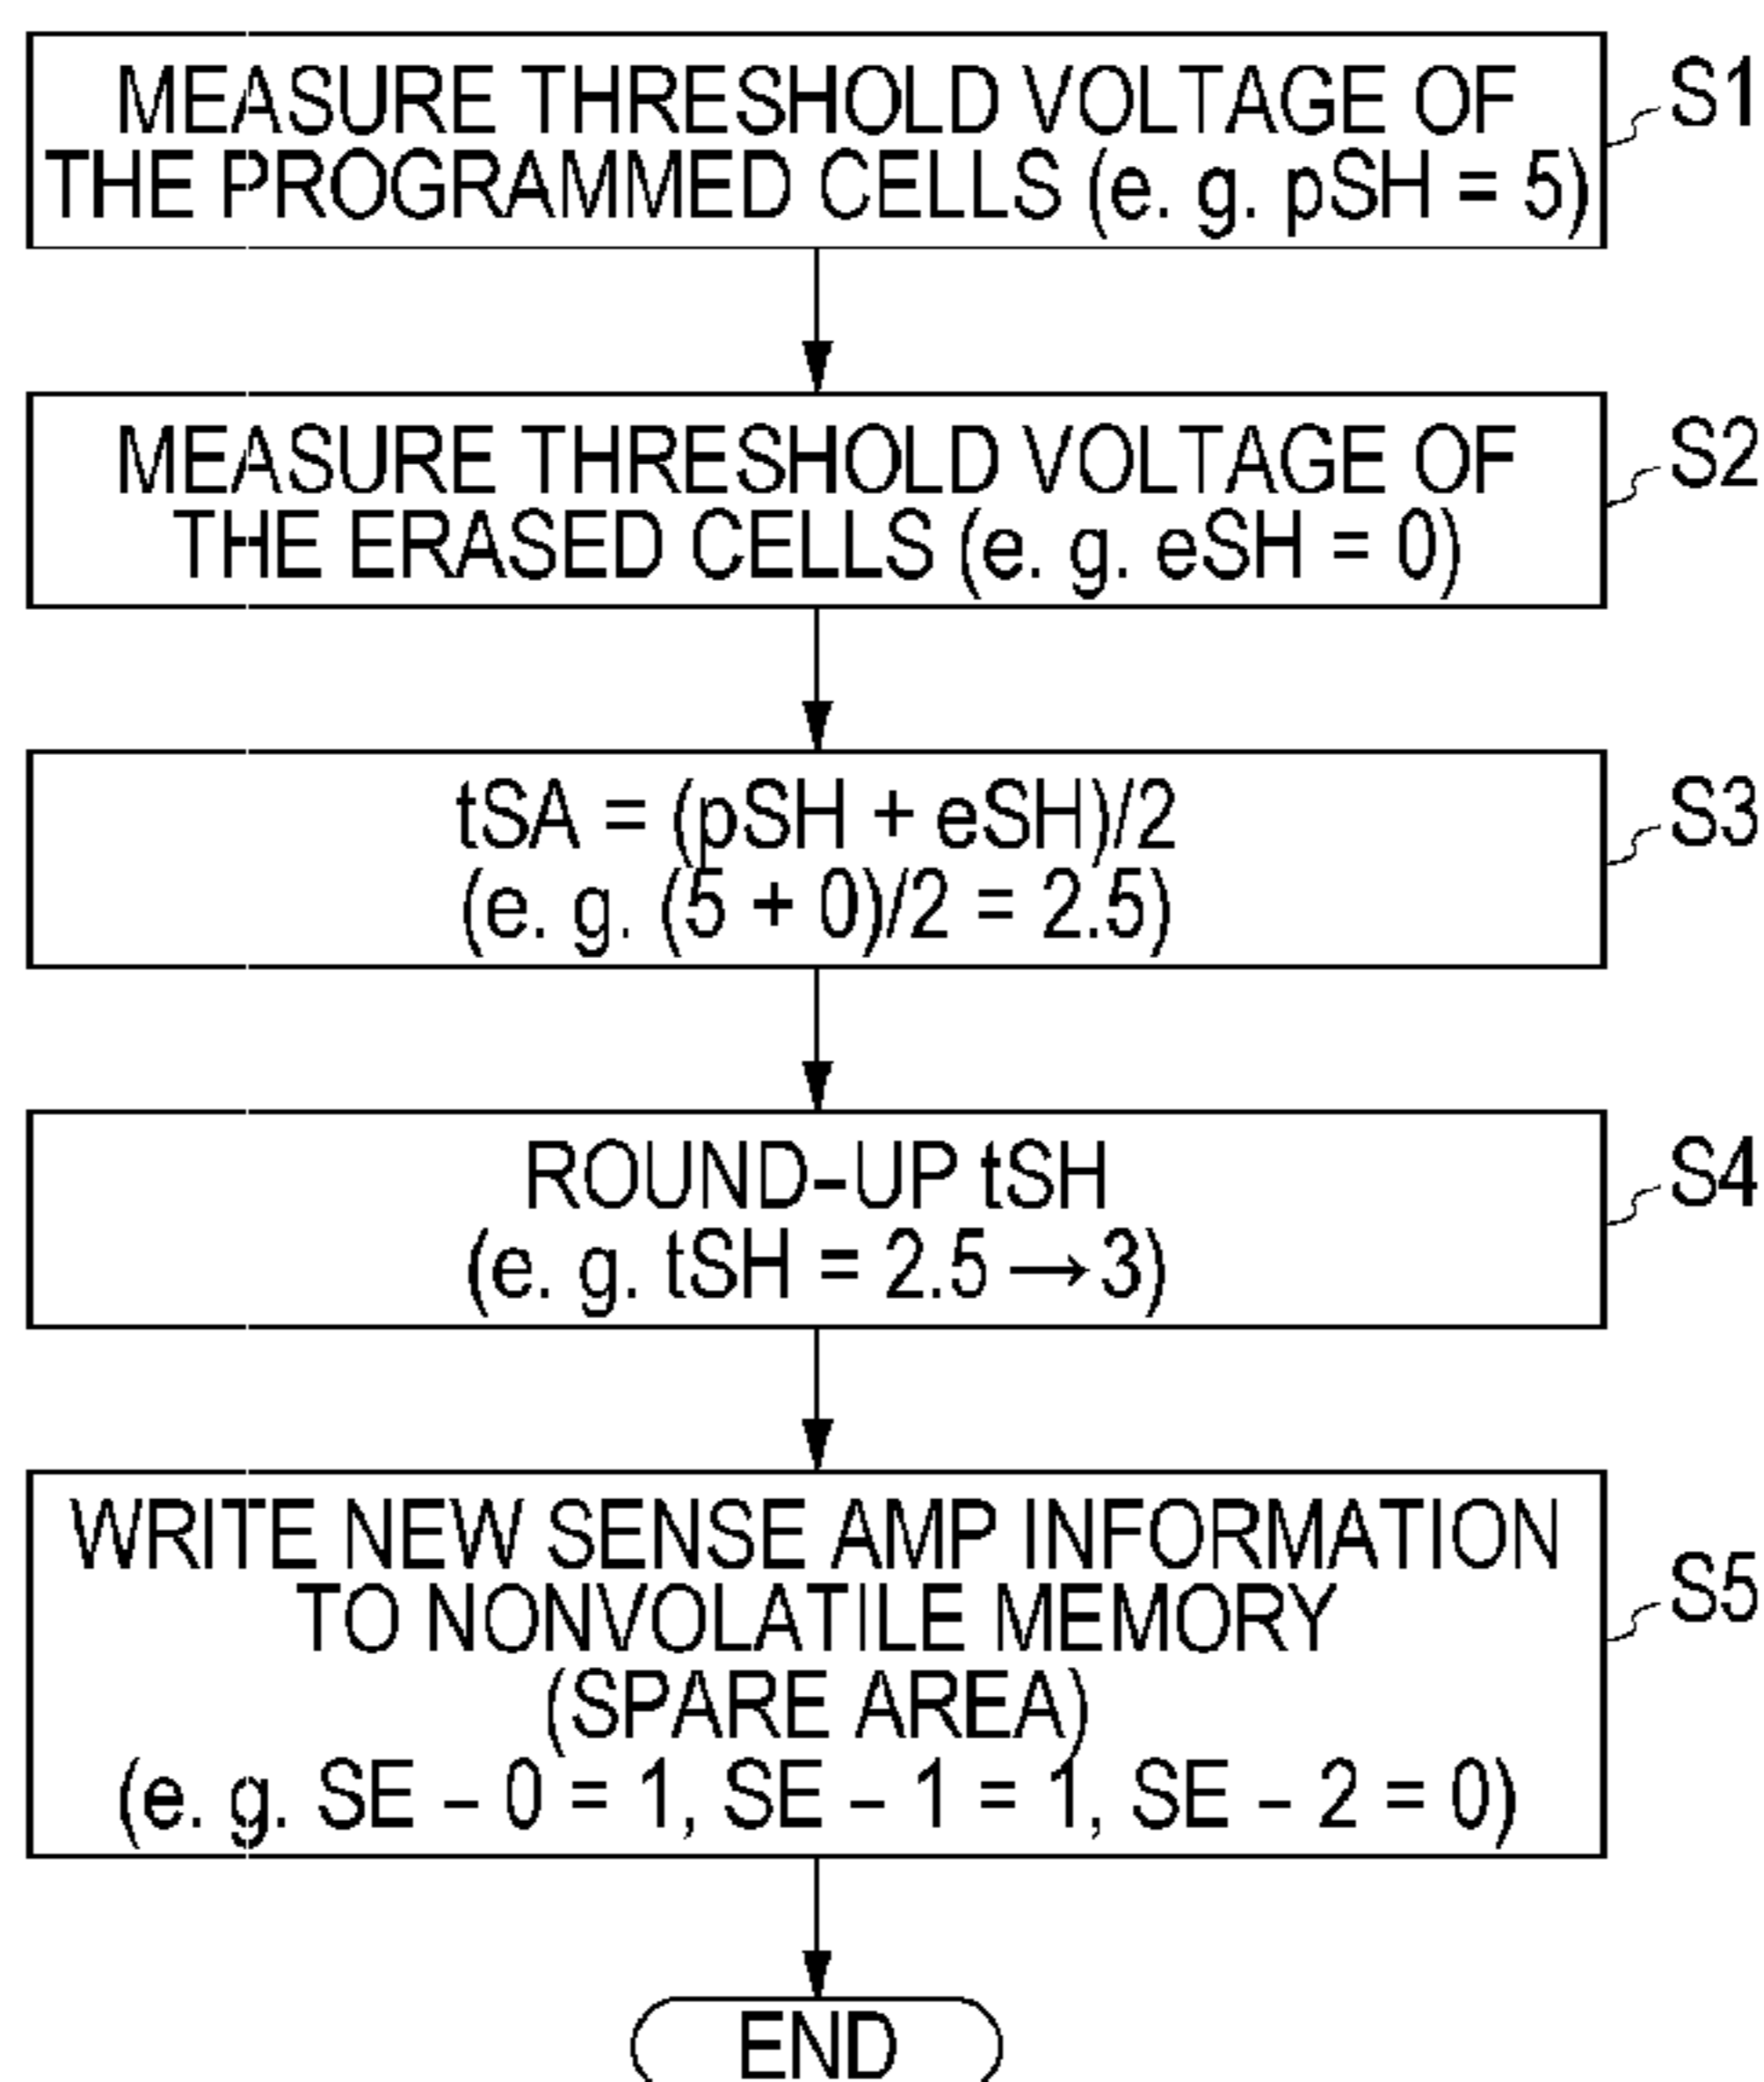 MEASURE THRESHOLD VOLTAGE OF
THE PROGRAMMED CELLS (e. g. pSH = 5)
S1
MEASURE THRESHOLD VOLTAGE OF
THE ERASED CELLS (e. g. eSH = 0)
S2
tSA = (pSH + eSH)/2
(e. g. (5 + 0)/2 = 2.5)
S3
ROUND-UP tSH
(e. g. tSH = 2.5 → 3)
S4
WRITE NEW SENSE AMP INFORMATION
TO NONVOLATILE MEMORY
(SPARE AREA)
(e. g. SE – 0 = 1, SE – 1 = 1, SE – 2 = 0)
S5
END